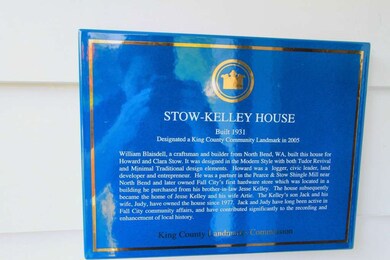 STOW-KELLEY HOUSE
Built 1931
Designated a King County Community Landmark in 2005
William Blaisdell, a craftsman and builder from North Bend, WA, built this house for
Howard and Clara Stow. It was designed in the Modern Style with both Tudor Revival
and Minimal Traditional design elements. Howard was a logger, civic leader, land
developer and entrepreneur. He was a partner in the Pearce & Stow Shingle Mill near
North Bend and later owned Fall City's first hardware store which was located in a
building he purchased from his brother-in-law Jesse Kelley. The house subsequently
became the home of Jesse Kelley and his wife Artie. The Kelley's son Jack and his
wife, Judy, have owned the house since 1977. Jack and Judy have long been active in
Fall City community affairs, and have contributed significantly to the recording and
enhancement of local history.
King County Landmarks Commission